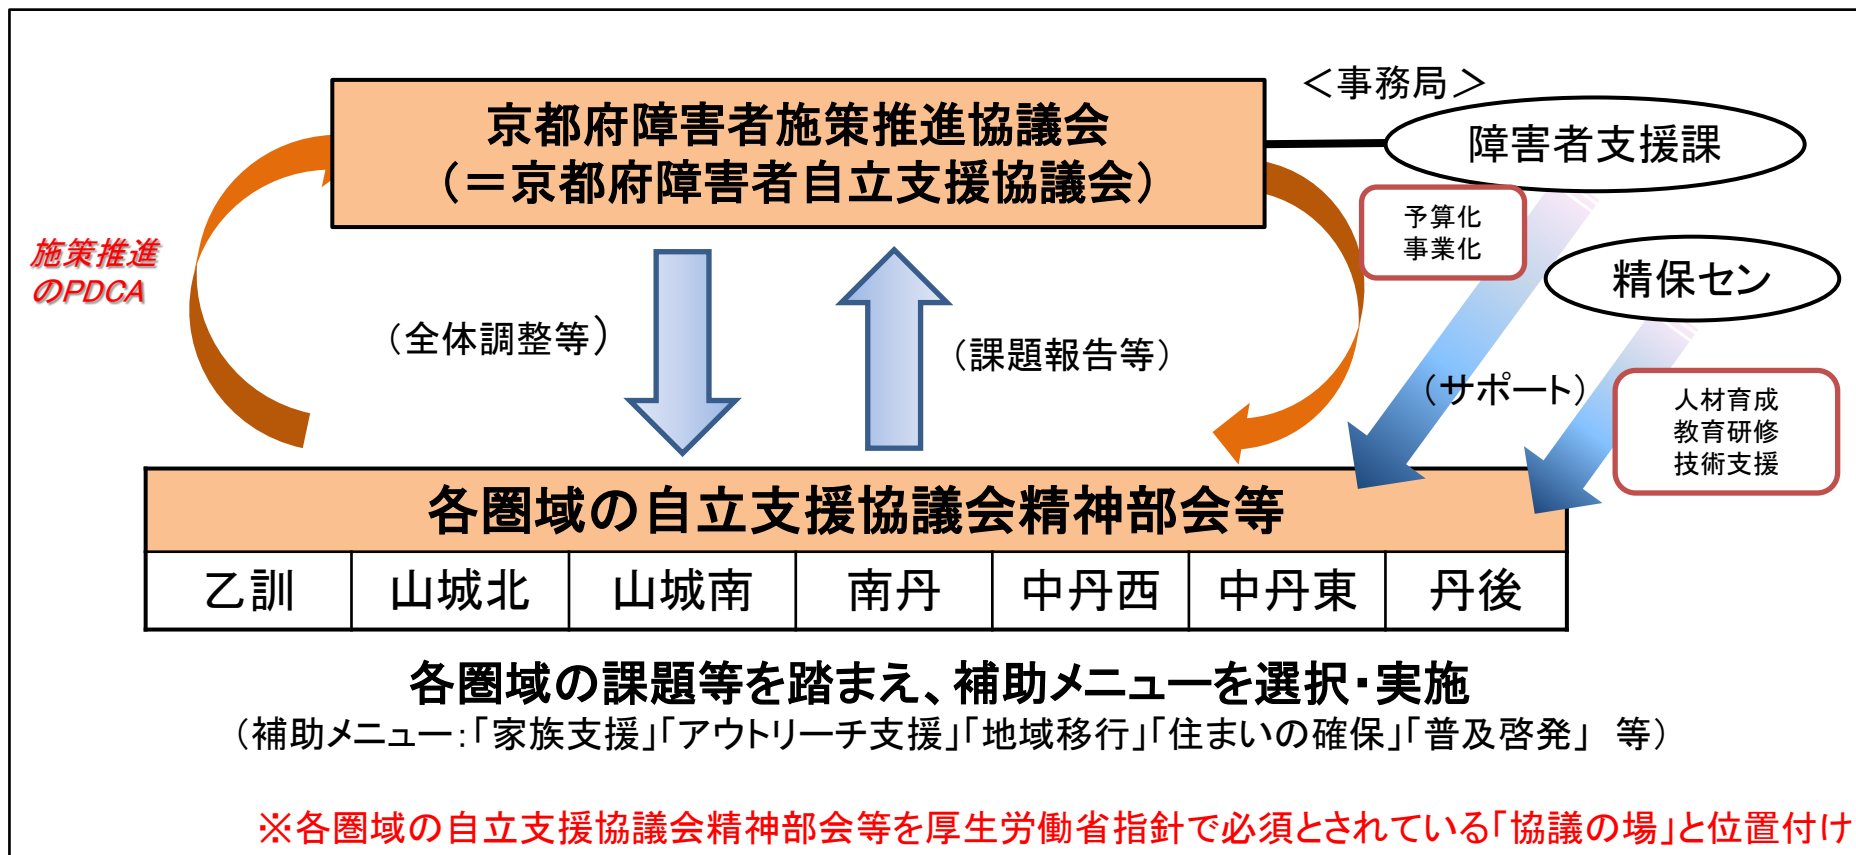 <事務局>
京都府障害者施策推進協議会
(=京都府障害者自立支援協議会)
障害者支援課
予算化
事業化
施策推進
のPDCA
精保セン
(全体調整等)
(課題報告等)
(サポート)
人材育成
教育研修
技術支援
各圏域の自立支援協議会精神部会等
乙訓 山城北 山城南 南丹 中丹西 中丹東 丹後
各圏域の課題等を踏まえ、補助メニューを選択・実施
(補助メニュー:「家族支援」「アウトリーチ支援」「地域移行」「住まいの確保」「普及啓発」 等)
※各圏域の自立支援協議会精神部会等を厚生労働省指針で必須とされている「協議の場」と位置付け